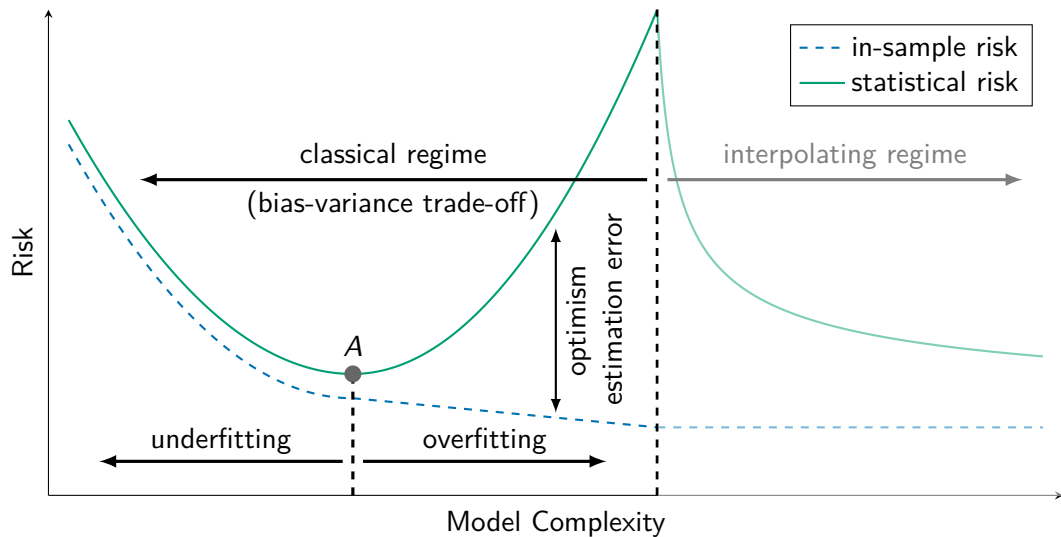 in-sample risk
statistical risk
classical regime
(bias-variance trade-off)
interpolating regime
Risk
optimism
estimation error
A
underfitting
overfitting
Model Complexity